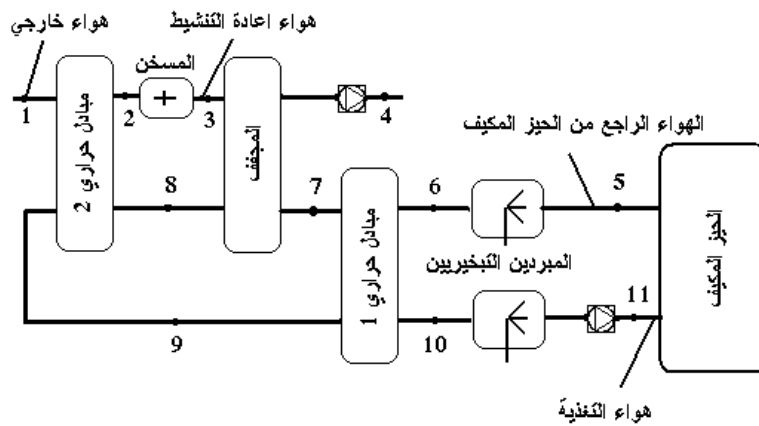 هواء خارجي
هواء اعادة التنشيط
المسخن
1
2
3
4
مبادل حراري 2
المجفف
الهواء الراجع من الحيز المكيف
8
7
6
5
مبادل حراري 1
المبردين التبخيريين
الحيز المكيف
9
10
11
هواء التغذية